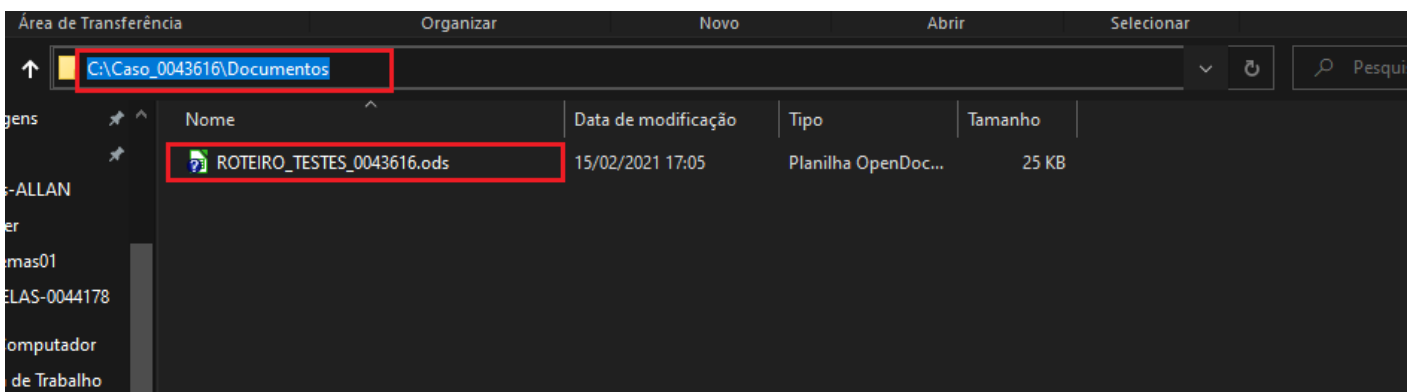 Área de Transferência Organizar Novo Abrir Selecionar
C:\Caso_0043616\Documentos Pesqui
gens Nome Data de modificação Tipo Tamanho
ROTEIRO_TESTES_0043616.ods 15/02/2021 17:05 Planilha OpenDoc... 25 KB
s-ALLAN
er
emas01
ELAS-0044178
Computador
de Trabalho